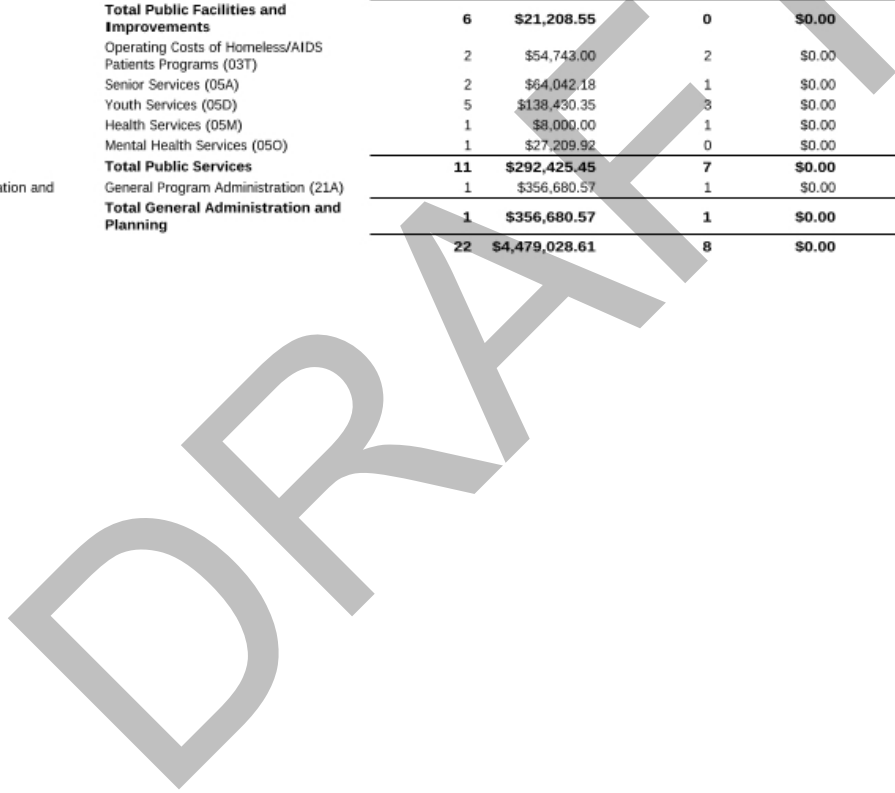 Total Public Facilities and
Improvements 6 $21,208.55 0 $0.00
Operating Costs of Homeless/AIDS
Patients Programs (03T) 2 $54,743.00 2 $0.00
Senior Services (05A) 2 $64,042.18 1 $0.00
Youth Services (05D) 5 $138,430.35 3 $0.00
Health Services (05M) 1 $8,000.00 1 $0.00
Mental Health Services (05O) 1 $27,209.92 0 $0.00
Total Public Services 11 $292,425.45 7 $0.00
ation and General Program Administration (21A) 1 $356,680.57 1 $0.00
Total General Administration and
Planning 1 $356,680.57 1 $0.00
22 $4,479,028.61 8 $0.00
DRAFT